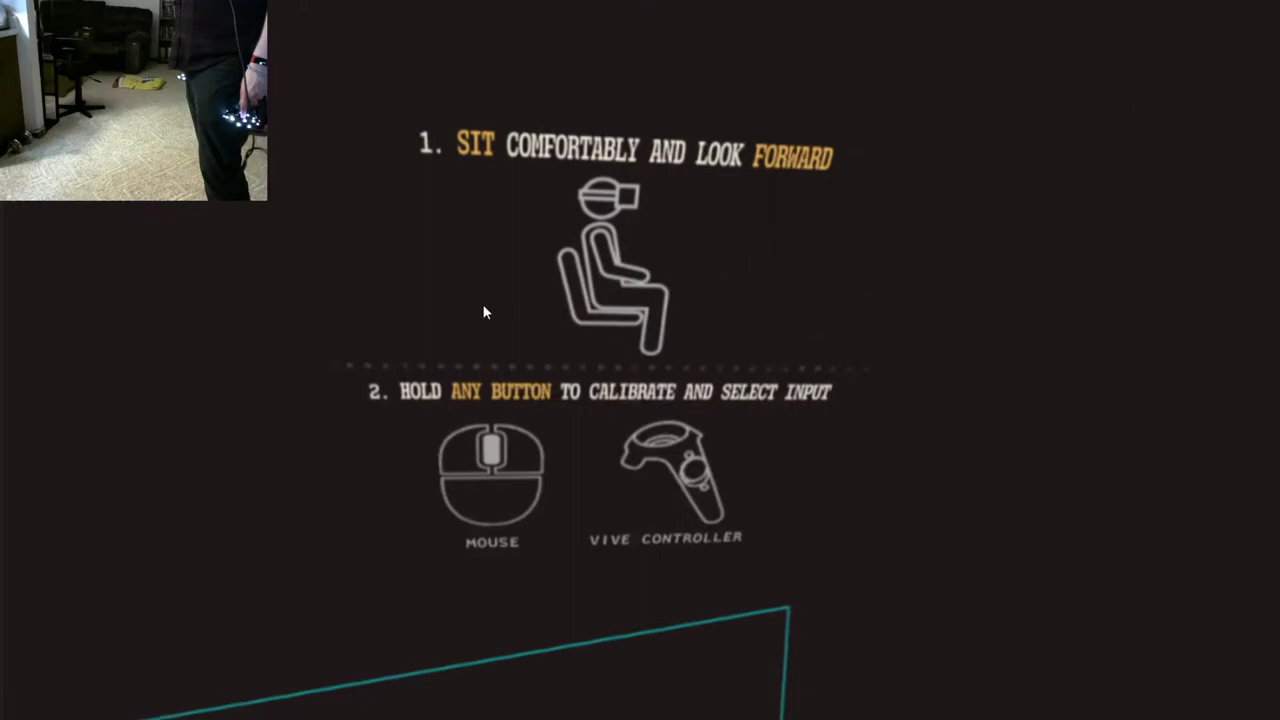 1. SIT COMFORTABLY AND LOOK FORWARD
2. HOLD ANY BUTTON TO CALIBRATE AND SELECT INPUT
MOUSE
VIVE CONTROLLER